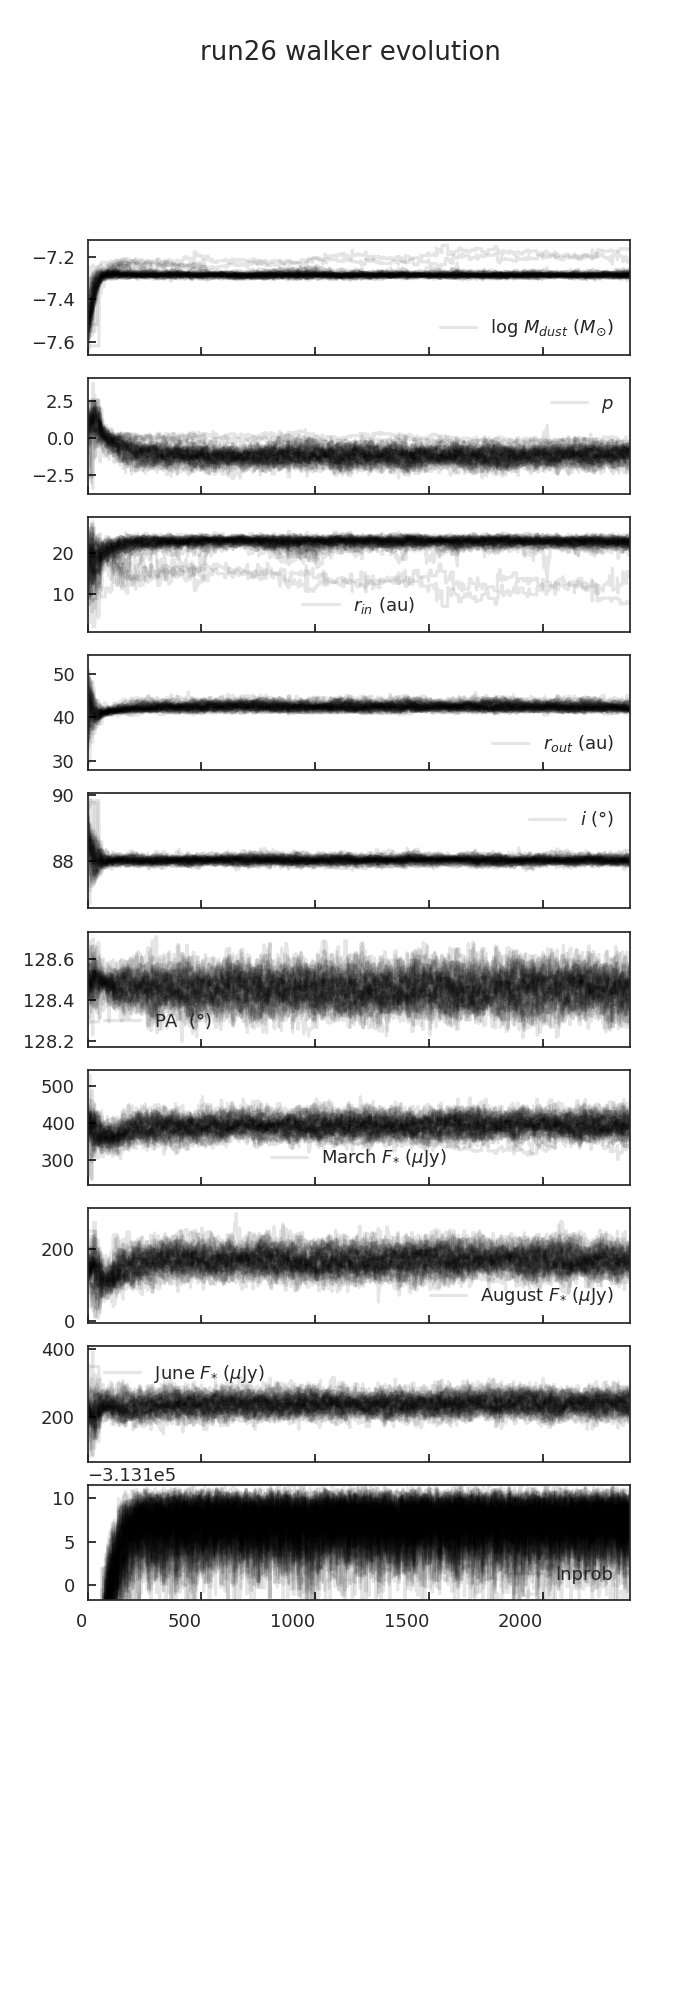 run26 walker evolution
−7.2
−7.4
−7.6
log M_dust (M_⊙)
2.5
0.0
−2.5
p
20
10
r_in (au)
50
40
30
r_out (au)
90
88
i (°)
128.6
128.4
128.2
PA (°)
500
400
300
March F_* (μJy)
200
0
August F_* (μJy)
400
200
June F_* (μJy)
−3.131e5
10
5
0
lnprob
0 500 1000 1500 2000